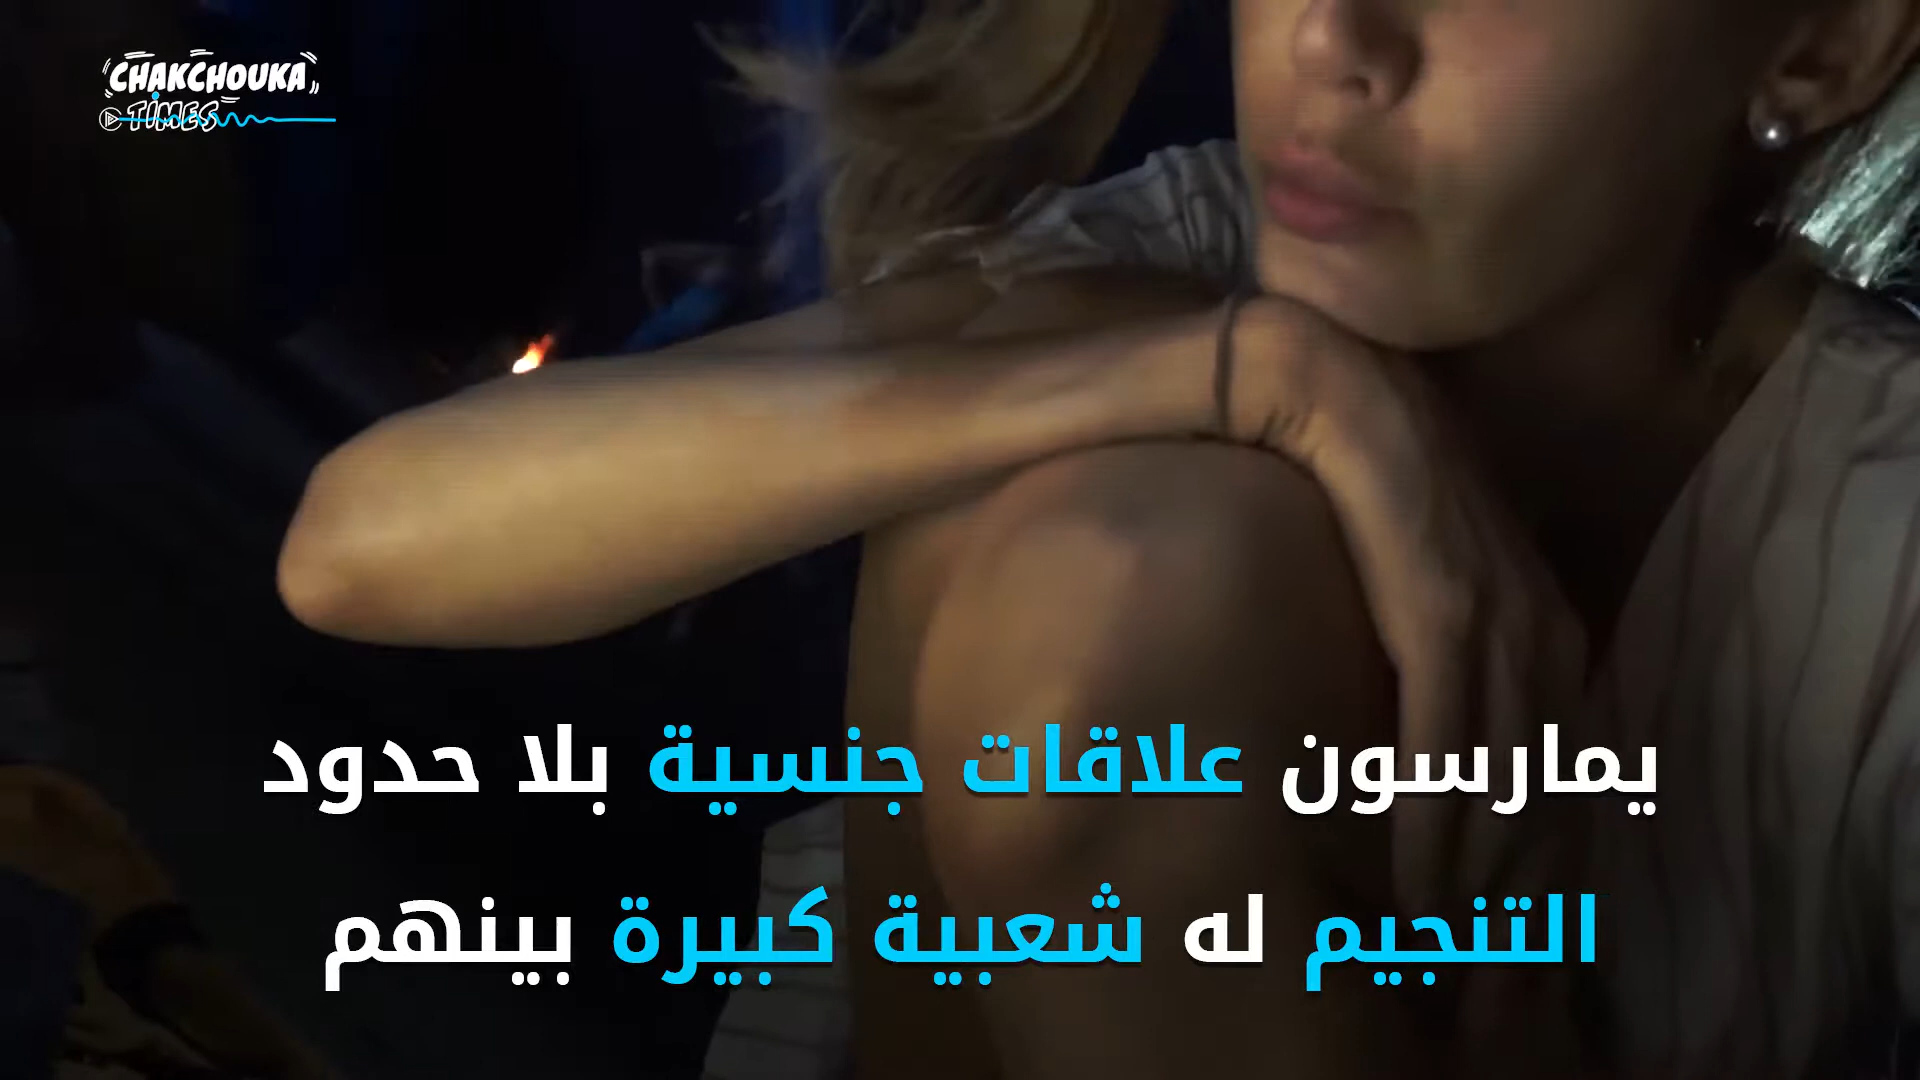 CHAKCHOUKA
TIMES
يمارسون علاقات جنسية بلا حدود
التنجيم له شعبية كبيرة بينهم